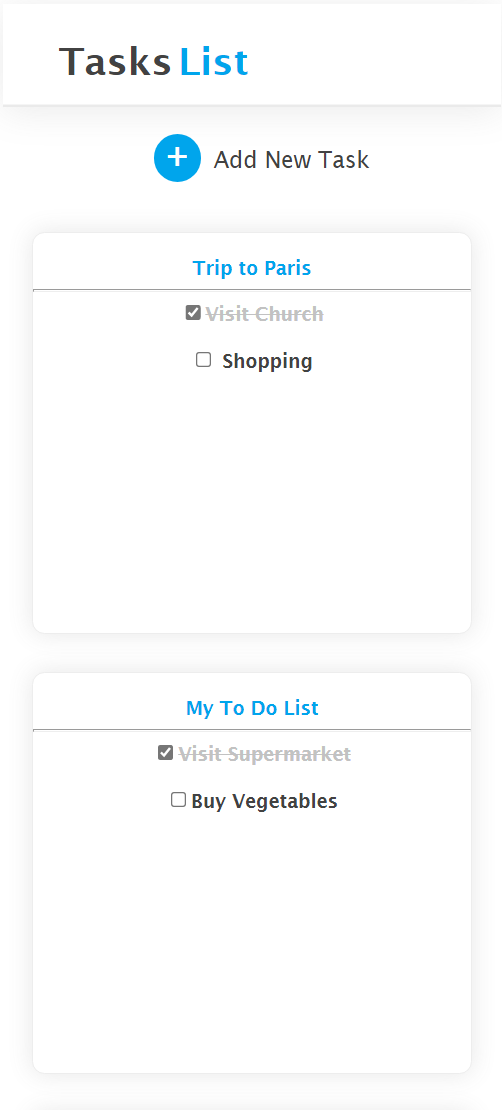 Tasks List
+ Add New Task
Trip to Paris
Visit Church
Shopping
My To Do List
Visit Supermarket
Buy Vegetables